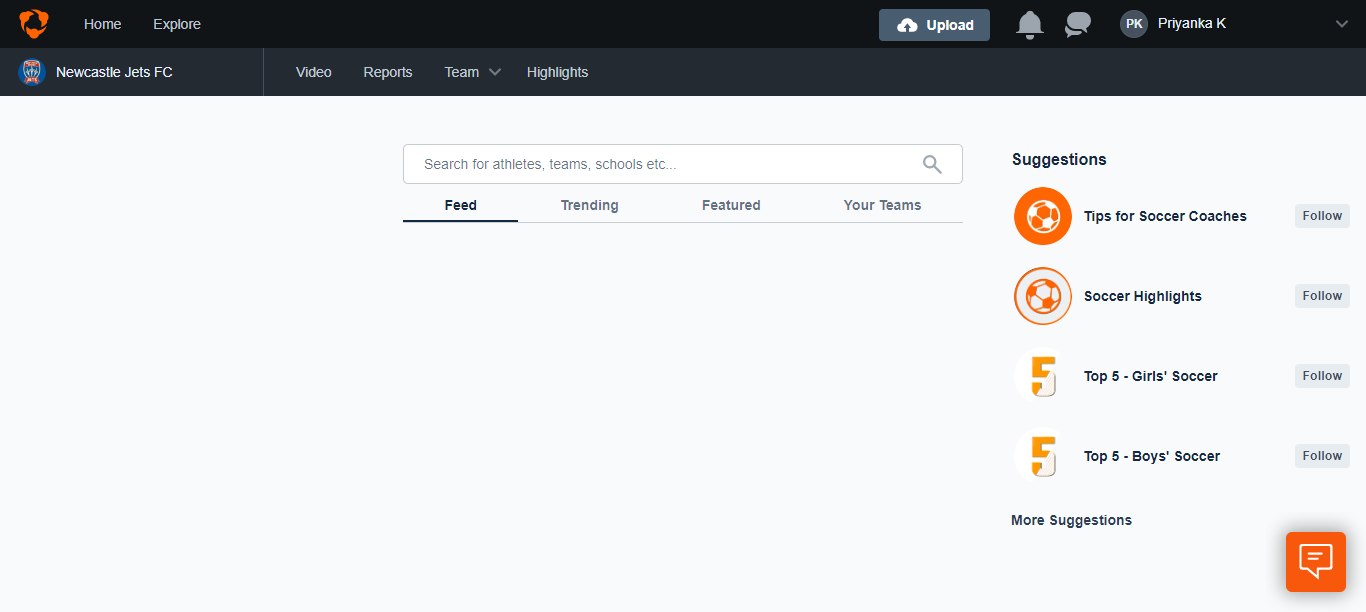 Home Explore Upload PK Priyanka K
Newcastle Jets FC Video Reports Team Highlights
Search for athletes, teams, schools etc...
Feed Trending Featured Your Teams
Suggestions
Tips for Soccer Coaches Follow
Soccer Highlights Follow
5 Top 5 - Girls' Soccer Follow
5 Top 5 - Boys' Soccer Follow
More Suggestions